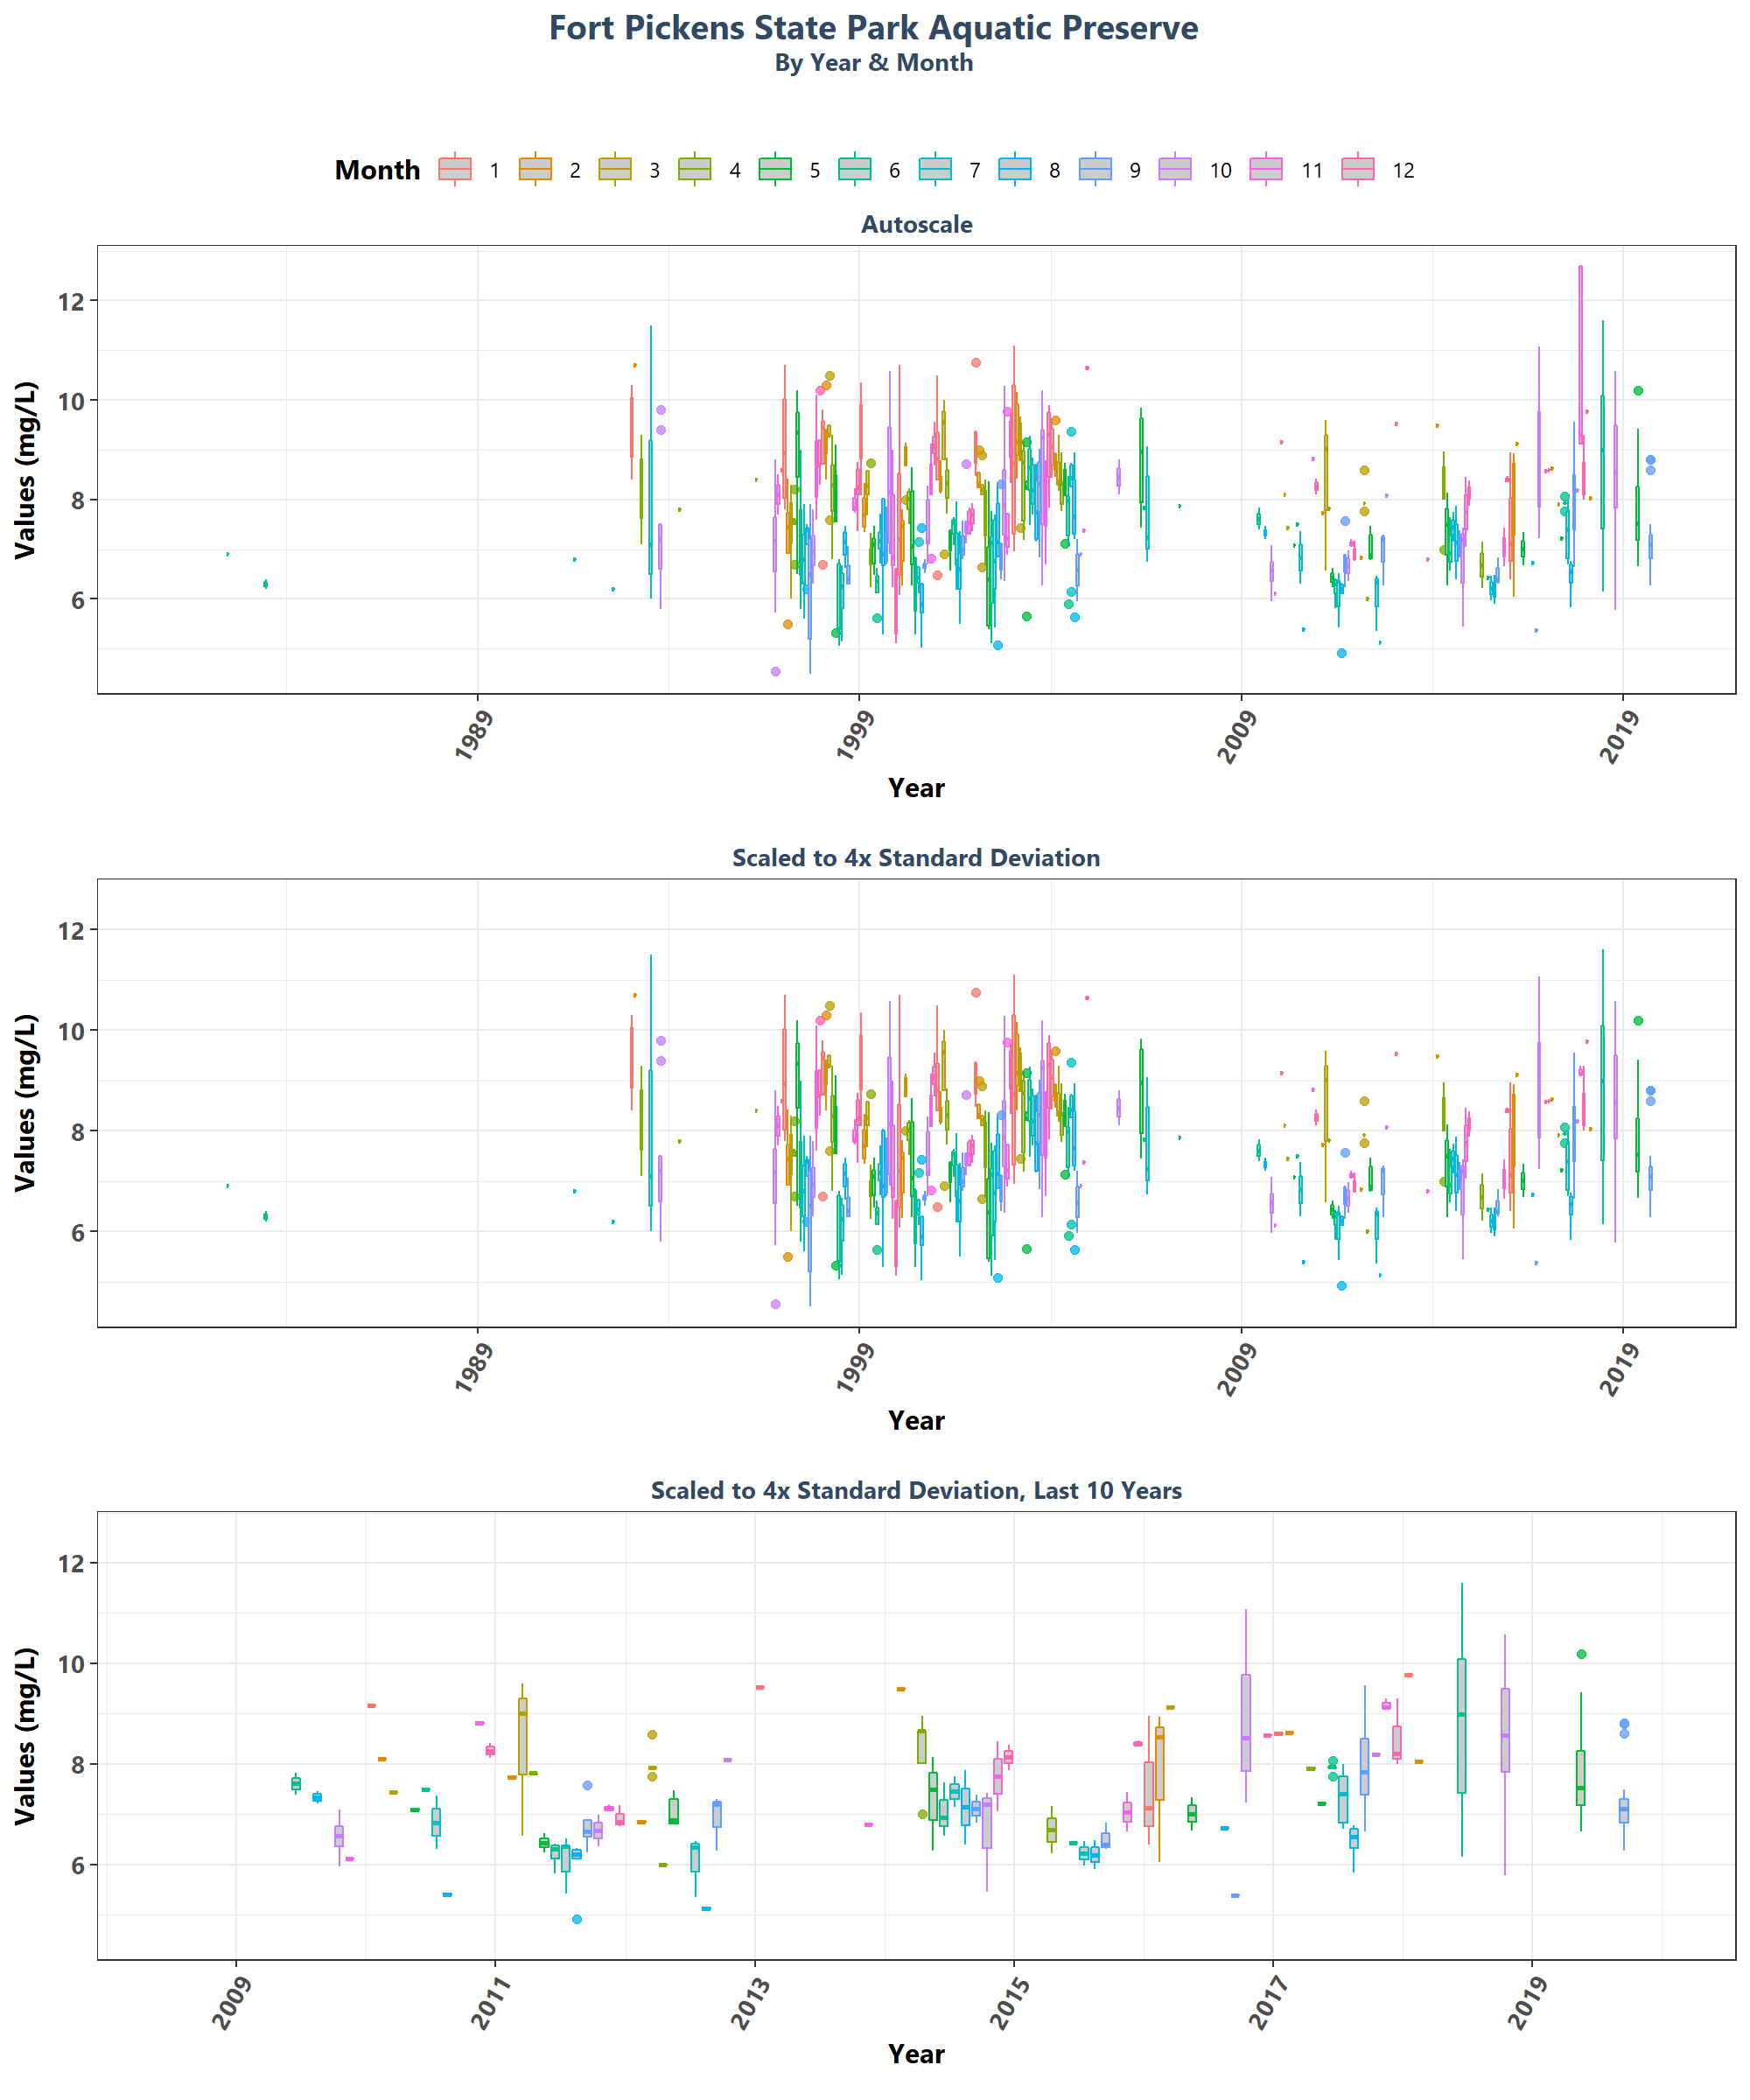 Fort Pickens State Park Aquatic Preserve
By Year & Month
Month 1 2 3 4 5 6 7 8 9 10 11 12
Autoscale
Values (mg/L)
12
10
8
6
1989 1999 2009 2019
Year
Scaled to 4x Standard Deviation
Values (mg/L)
12
10
8
6
1989 1999 2009 2019
Year
Scaled to 4x Standard Deviation, Last 10 Years
Values (mg/L)
12
10
8
6
2009 2011 2013 2015 2017 2019
Year